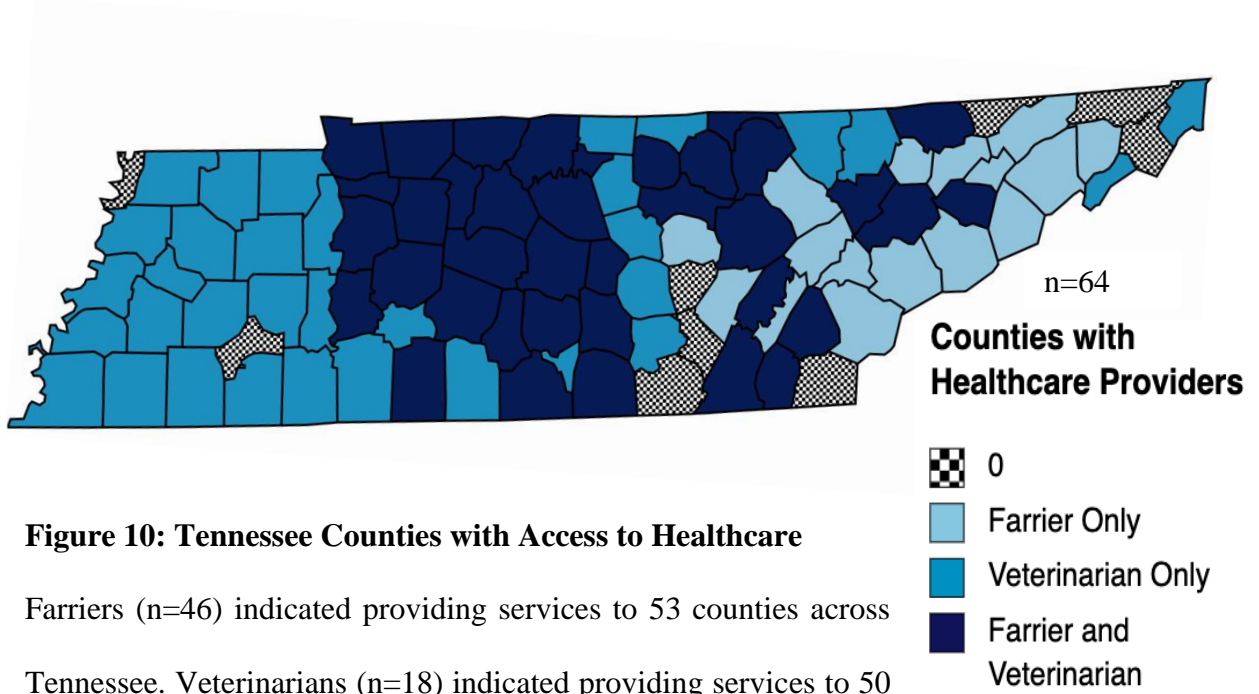 n=64
Counties with
Healthcare Providers
0
Farrier Only
Veterinarian Only
Farrier and
Veterinarian
Figure 10: Tennessee Counties with Access to Healthcare
Farriers (n=46) indicated providing services to 53 counties across
Tennessee. Veterinarians (n=18) indicated providing services to 50